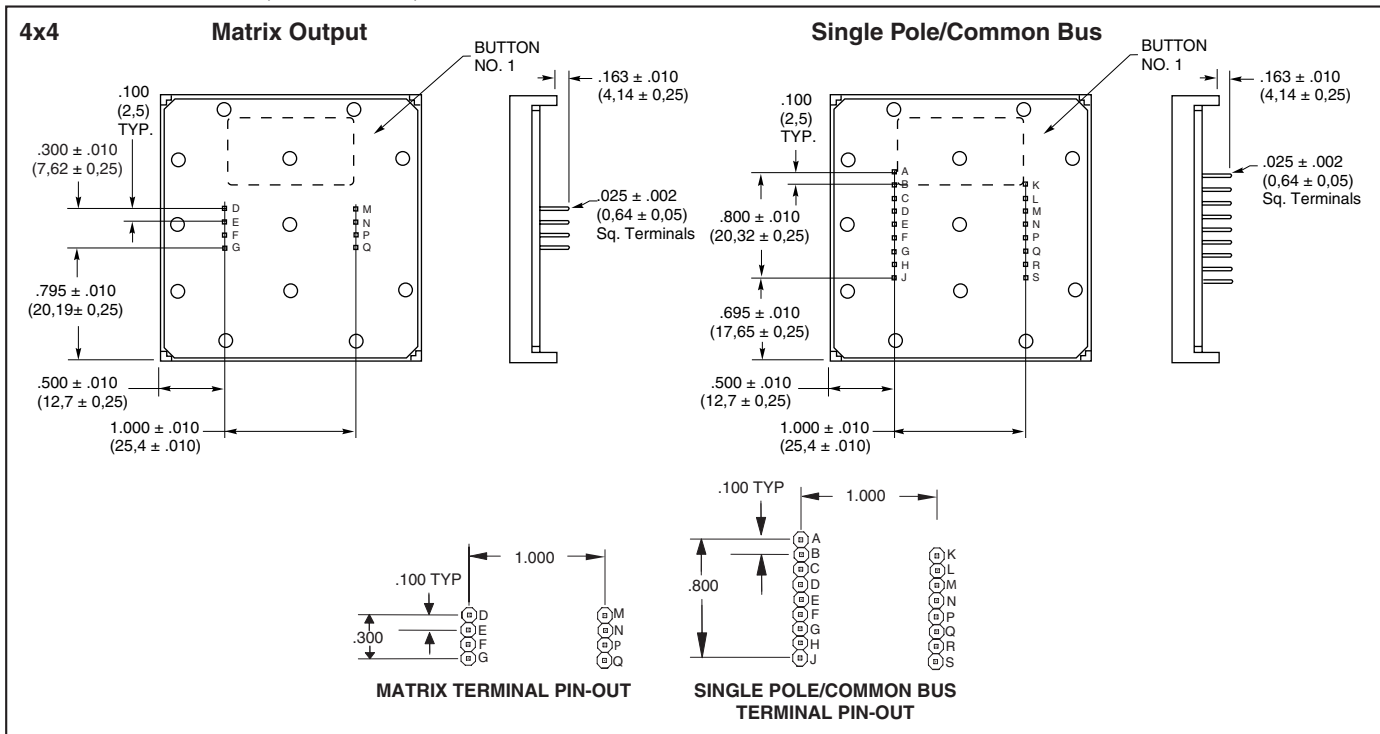 4x4
Matrix Output
BUTTON
NO. 1
.163 ± .010
(4,14 ± 0,25)
.100
(2,5)
TYP.
.300 ± .010
(7,62 ± 0,25)
.025 ± .002
(0,64 ± 0,05)
Sq. Terminals
D
E
F
G
M
N
P
Q
.795 ± .010
(20,19± 0,25)
.500 ± .010
(12,7 ± 0,25)
1.000 ± .010
(25,4 ± .010)
Single Pole/Common Bus
BUTTON
NO. 1
.163 ± .010
(4,14 ± 0,25)
.100
(2,5)
TYP.
.025 ± .002
(0,64 ± 0,05)
Sq. Terminals
A
B
C
D
E
F
G
H
J
K
L
M
N
P
Q
R
S
.800 ± .010
(20,32 ± 0,25)
.695 ± .010
(17,65 ± 0,25)
.500 ± .010
(12,7 ± 0,25)
1.000 ± .010
(25,4 ± .010)
1.000
.100 TYP
.300
D
E
F
G
M
N
P
Q
MATRIX TERMINAL PIN-OUT
.100 TYP
1.000
.800
A
B
C
D
E
F
G
H
J
K
L
M
N
P
Q
R
S
SINGLE POLE/COMMON BUS
TERMINAL PIN-OUT